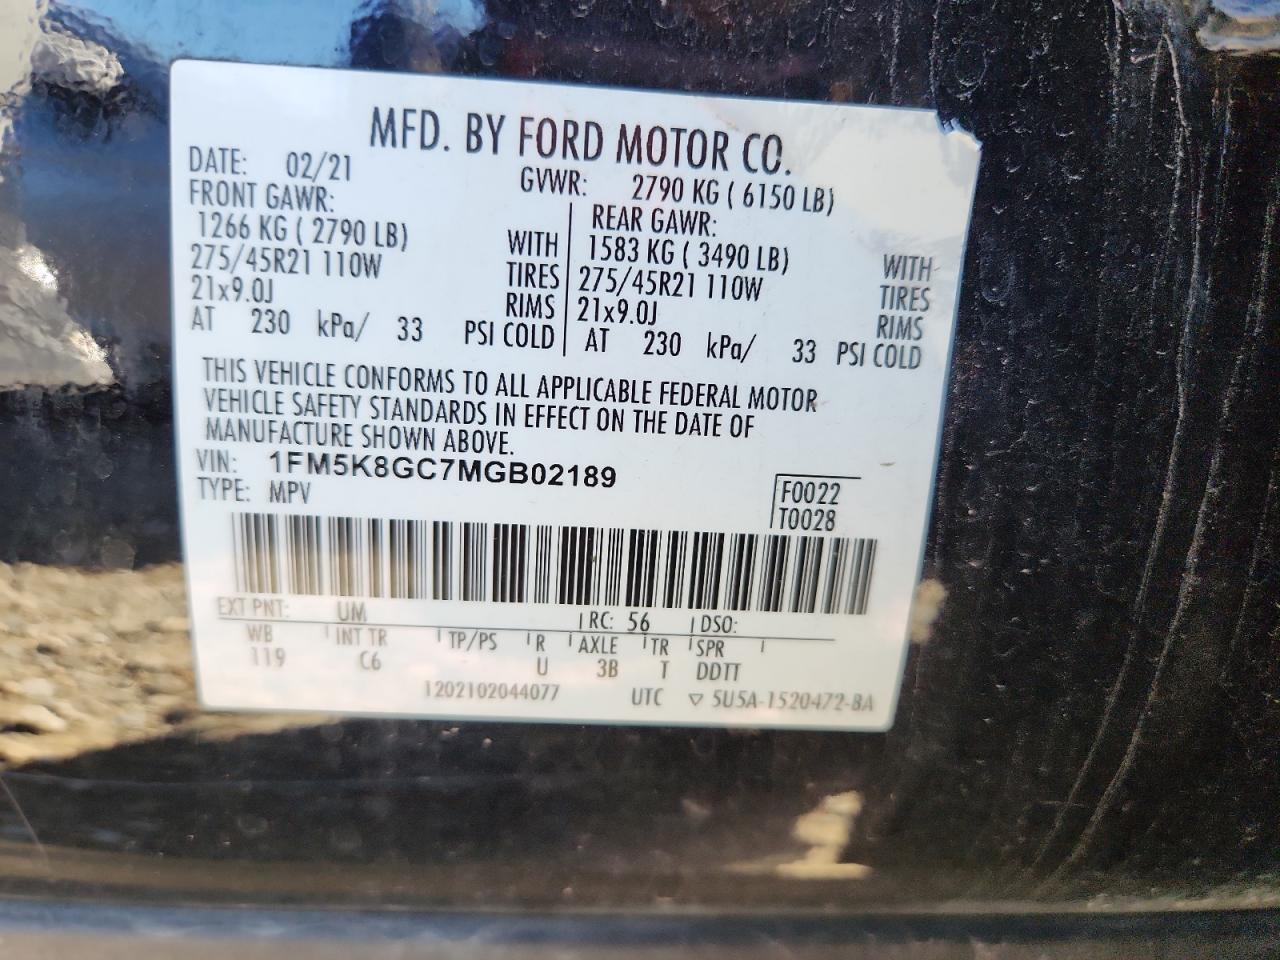 MFD. BY FORD MOTOR CO.
DATE: 02/21 GVWR: 2790 KG ( 6150 LB)
FRONT GAWR: REAR GAWR:
1266 KG ( 2790 LB) WITH 1583 KG ( 3490 LB) WITH
275/45R21 110W TIRES 275/45R21 110W TIRES
21x9.0J RIMS 21x9.0J RIMS
AT 230 kPa/ 33 PSI COLD AT 230 kPa/ 33 PSI COLD
THIS VEHICLE CONFORMS TO ALL APPLICABLE FEDERAL MOTOR
VEHICLE SAFETY STANDARDS IN EFFECT ON THE DATE OF
MANUFACTURE SHOWN ABOVE.
VIN: 1FM5K8GC7MGB02189 F0022
TYPE: MPV T0028
EXT PNT: UM RC: 56 DSO:
WB INT TR TP/PS R AXLE TR SPR
119 C6 U 3B T DDTT
1202102044077 UTC ▽ 5U5A-1520472-BA